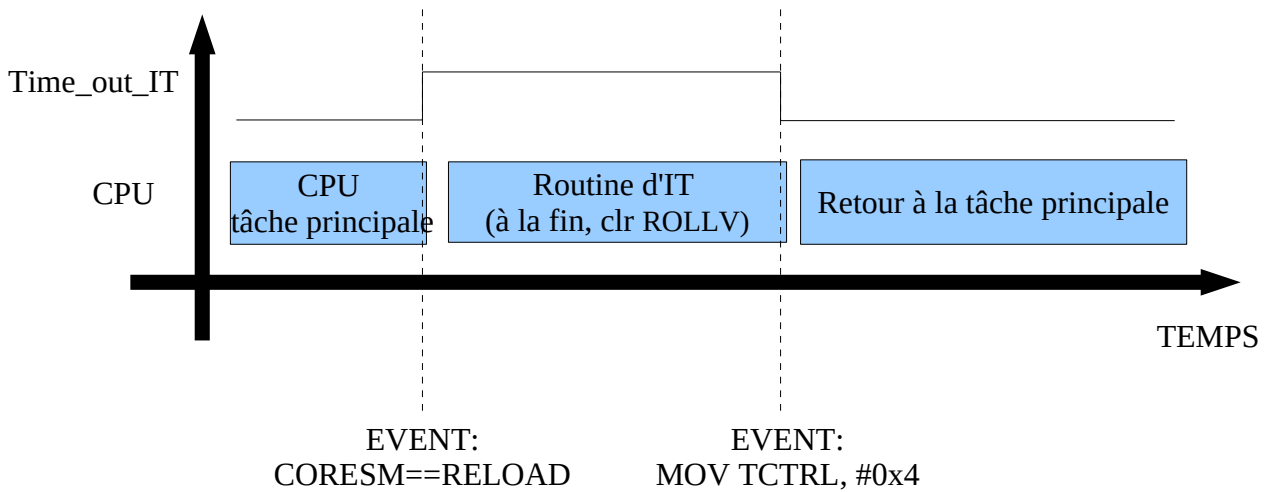 Time_out_IT
CPU
CPU
tâche principale
Routine d'IT
(à la fin, clr ROLLV)
Retour à la tâche principale
TEMPS
EVENT:
CORESM==RELOAD
EVENT:
MOV TCTRL, #0x4